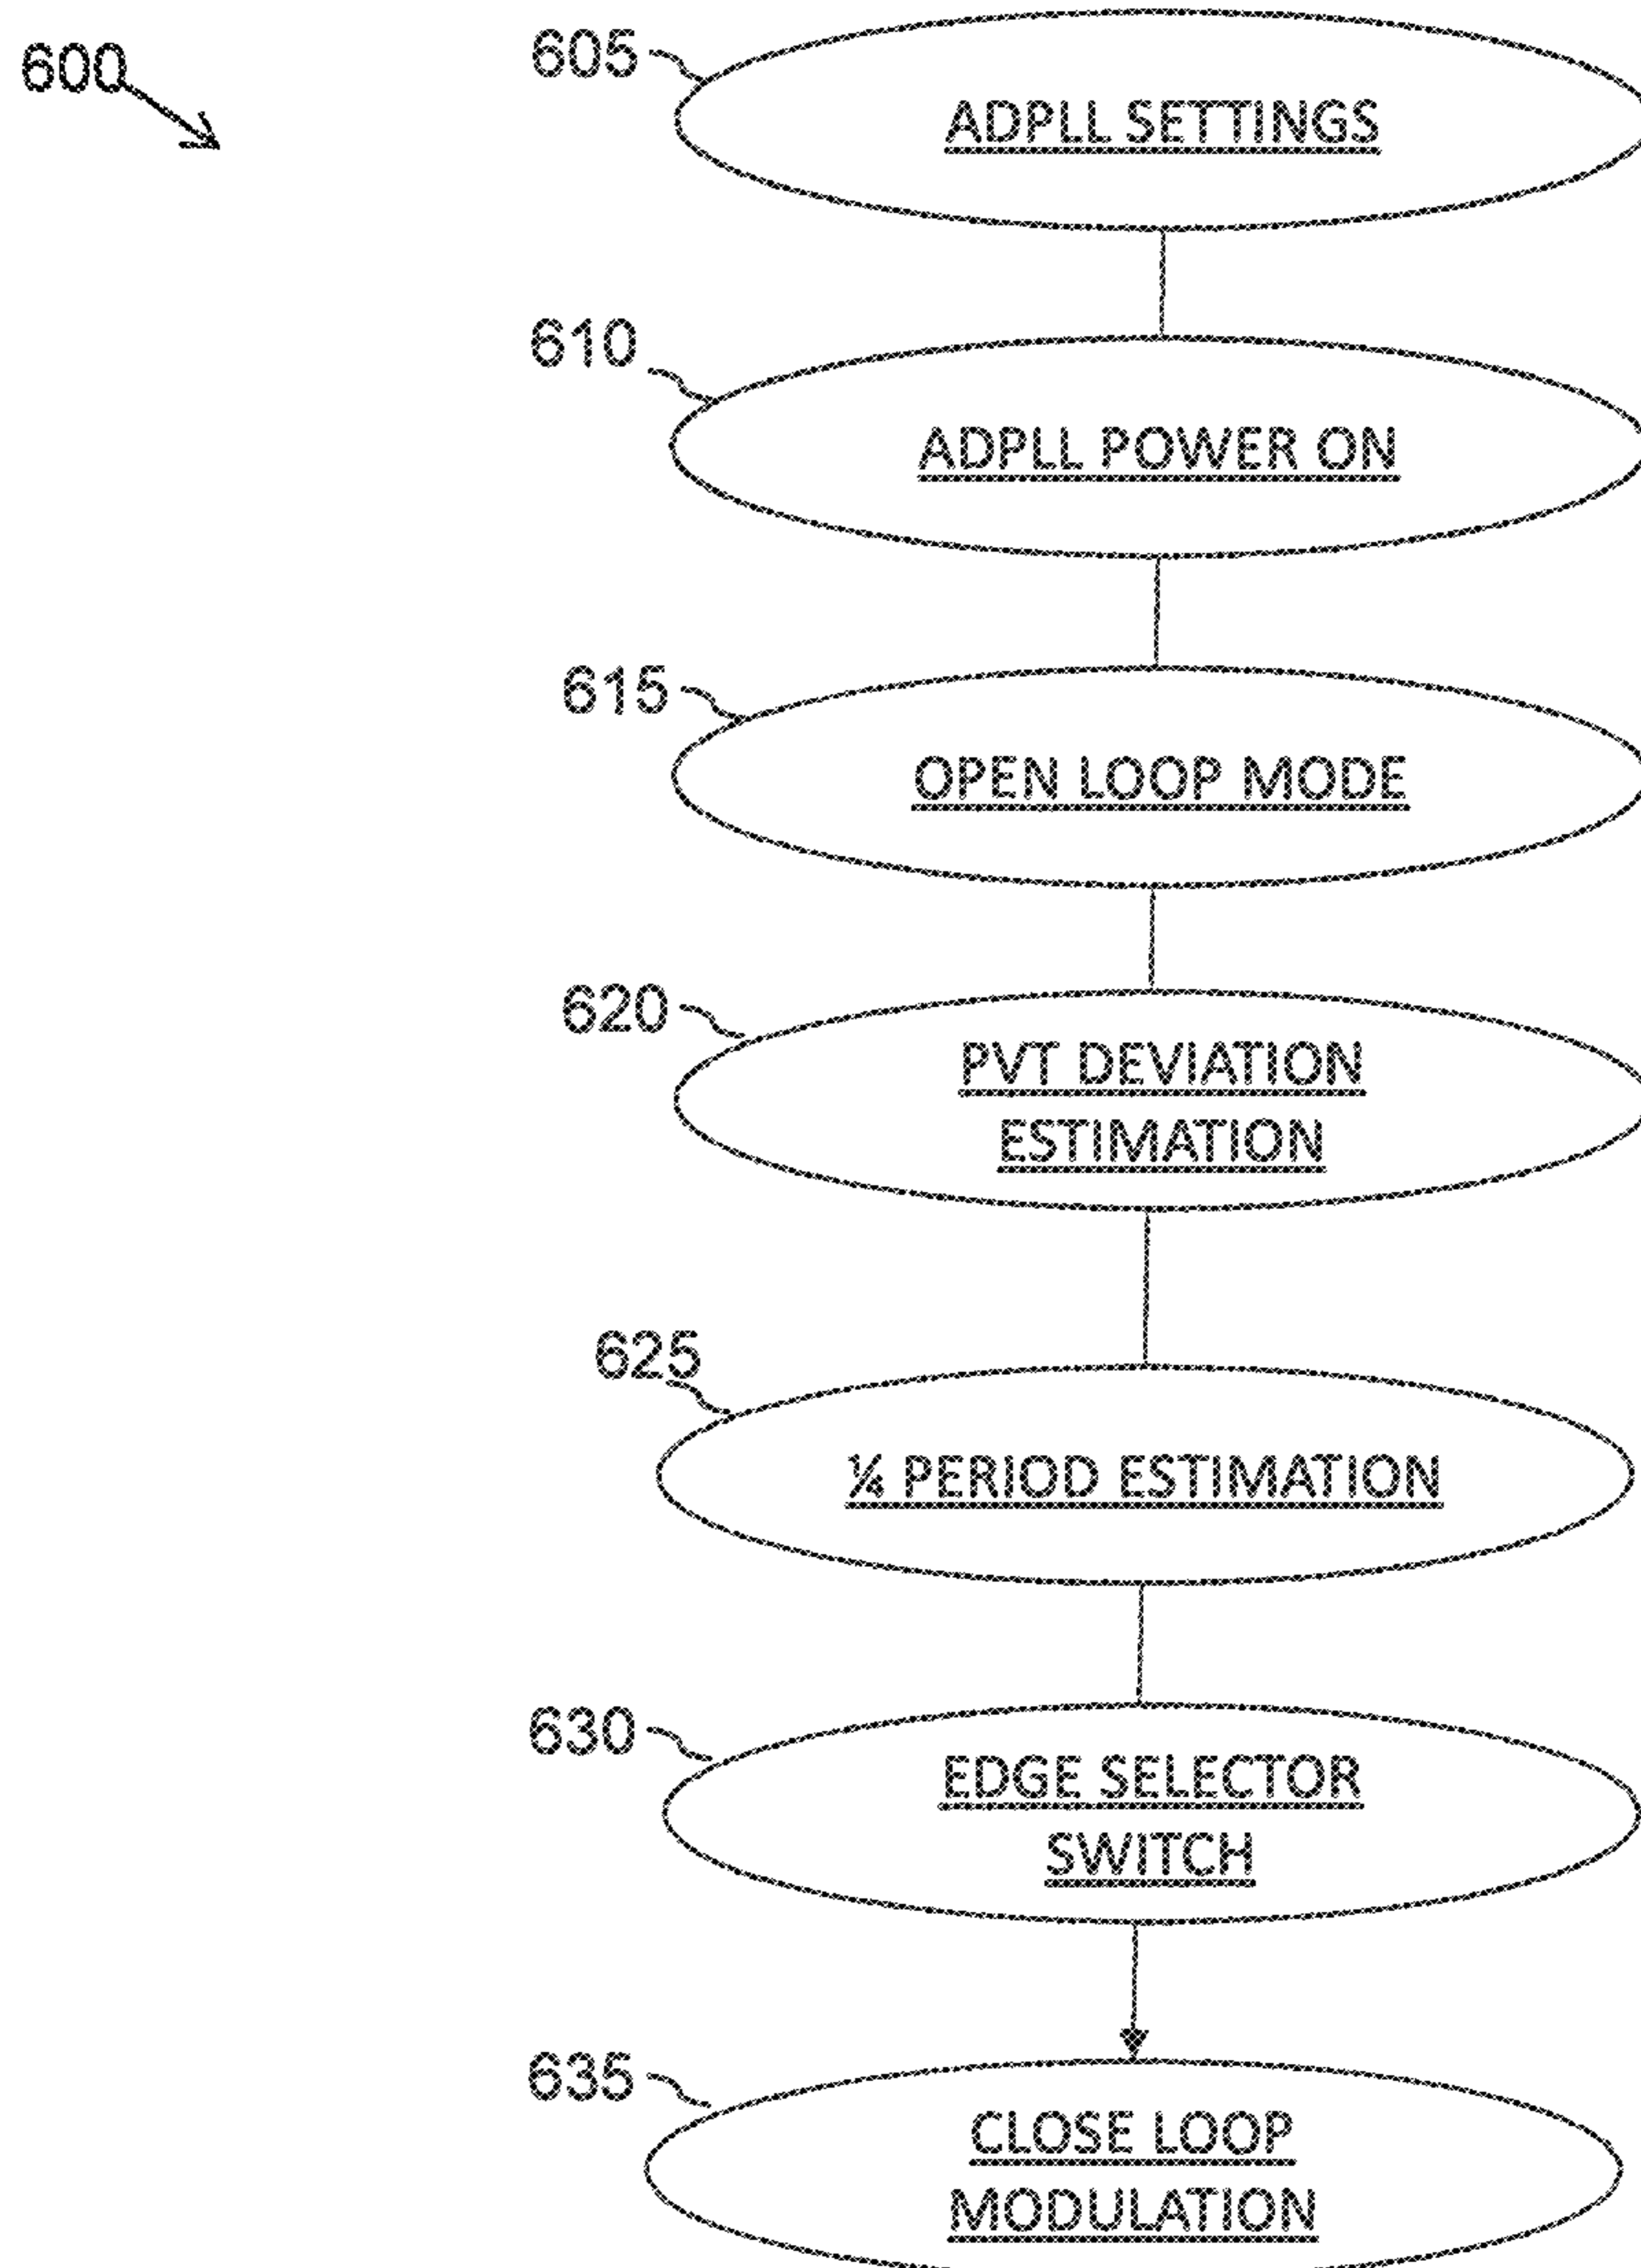 600
605
ADPLL SETTINGS
610
ADPLL POWER ON
615
OPEN LOOP MODE
620
PVT DEVIATION
ESTIMATION
625
¼ PERIOD ESTIMATION
630
EDGE SELECTOR
SWITCH
635
CLOSE LOOP
MODULATION